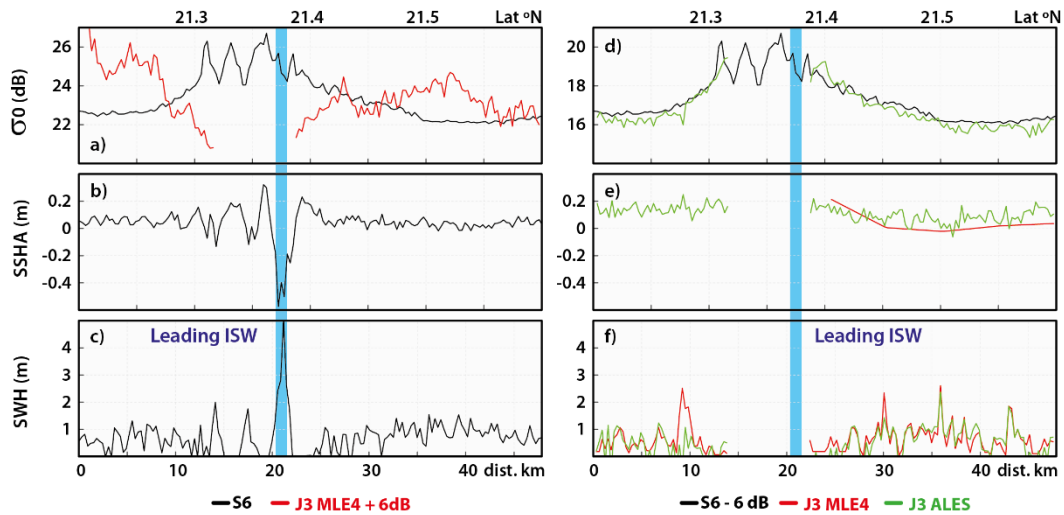 21.3 21.4 21.5 Lat ºN
26
24
22
σ0 (dB)
a)
0.2
0
-0.2
-0.4
SSHA (m)
b)
4
3
2
1
SWH (m)
c)
Leading ISW
0 10 20 30 40 dist. km
S6 J3 MLE4 + 6dB
21.3 21.4 21.5 Lat ºN
20
18
16
d)
0.2
0
-0.2
-0.4
e)
4
3
2
1
f)
Leading ISW
0 10 20 30 40 dist. km
S6 - 6 dB J3 MLE4 J3 ALES